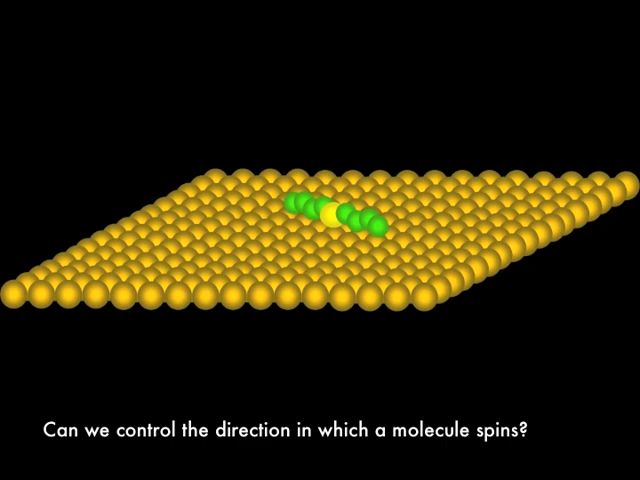 Can we control the direction in which a molecule spins?